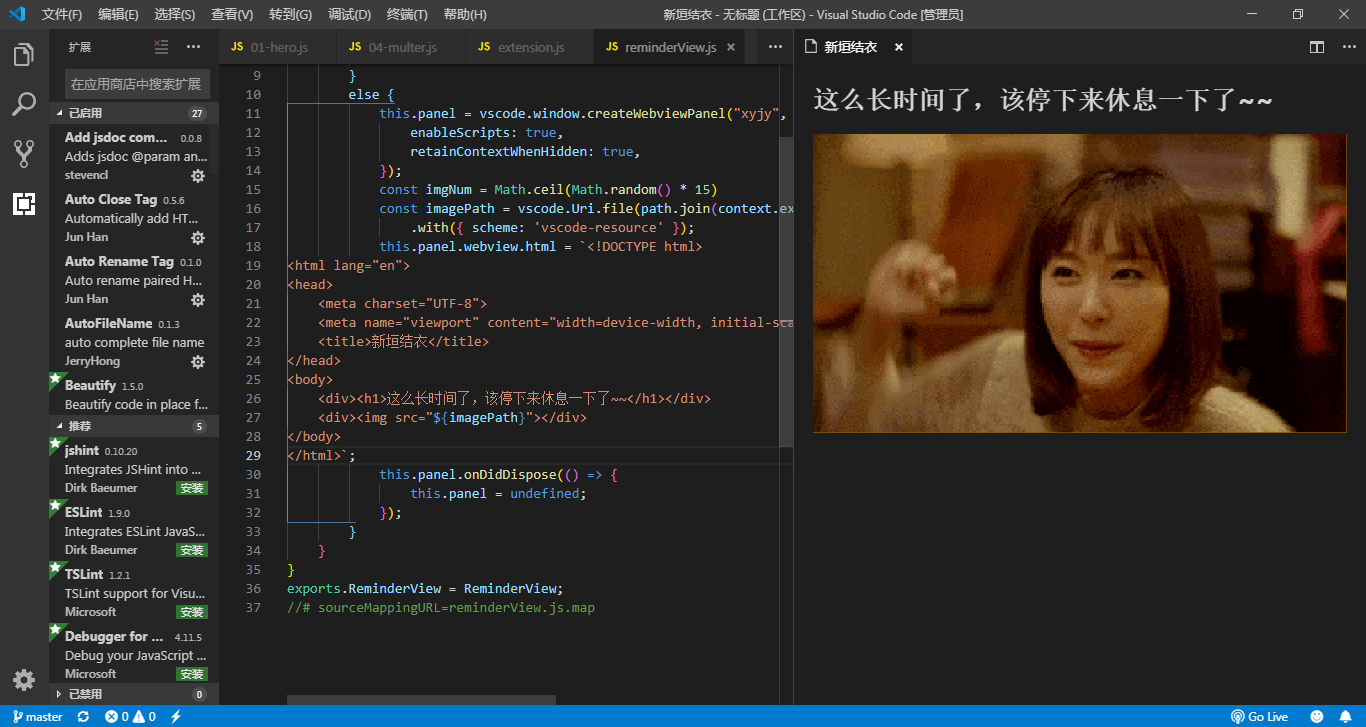 文件(F) 编辑(E) 选择(S) 查看(V) 转到(G) 调试(D) 终端(T) 帮助(H) 新垣结衣 - 无标题 (工作区) - Visual Studio Code [管理员]
扩展
在应用商店中搜索扩展
已启用 27
Add jsdoc com... 0.0.8
Adds jsdoc @param an...
stevencl
Auto Close Tag 0.5.6
Automatically add HT...
Jun Han
Auto Rename Tag 0.1.0
Auto rename paired H...
Jun Han
AutoFileName 0.1.3
auto complete file name
JerryHong
Beautify 1.5.0
Beautify code in place f...
推荐 5
jshint 0.10.20
Integrates JSHint into ...
Dirk Baeumer 安装
ESLint 1.9.0
Integrates ESLint JavaS...
Dirk Baeumer 安装
TSLint 1.2.1
TSLint support for Visu...
Microsoft 安装
Debugger for ... 4.11.5
Debug your JavaScript ...
Microsoft 安装
已禁用 0
JS 01-hero.js JS 04-multer.js JS extension.js JS reminderView.js
9 }
10 else {
11 this.panel = vscode.window.createWebviewPanel("xyjy",
12 enableScripts: true,
13 retainContextWhenHidden: true,
14 });
15 const imgNum = Math.ceil(Math.random() * 15)
16 const imagePath = vscode.Uri.file(path.join(context.ex
17 .with({ scheme: 'vscode-resource' });
18 this.panel.webview.html = `<!DOCTYPE html>
19 <html lang="en">
20 <head>
21 <meta charset="UTF-8">
22 <meta name="viewport" content="width=device-width, initial-sca
23 <title>新垣结衣</title>
24 </head>
25 <body>
26 <div><h1>这么长时间了，该停下来休息一下了~~</h1></div>
27 <div><img src="${imagePath}"></div>
28 </body>
29 </html>`;
30 this.panel.onDidDispose(() => {
31 this.panel = undefined;
32 });
33 }
34 }
35 }
36 exports.ReminderView = ReminderView;
37 //# sourceMappingURL=reminderView.js.map
新垣结衣
这么长时间了，该停下来休息一下了~~
master 0 0 Go Live